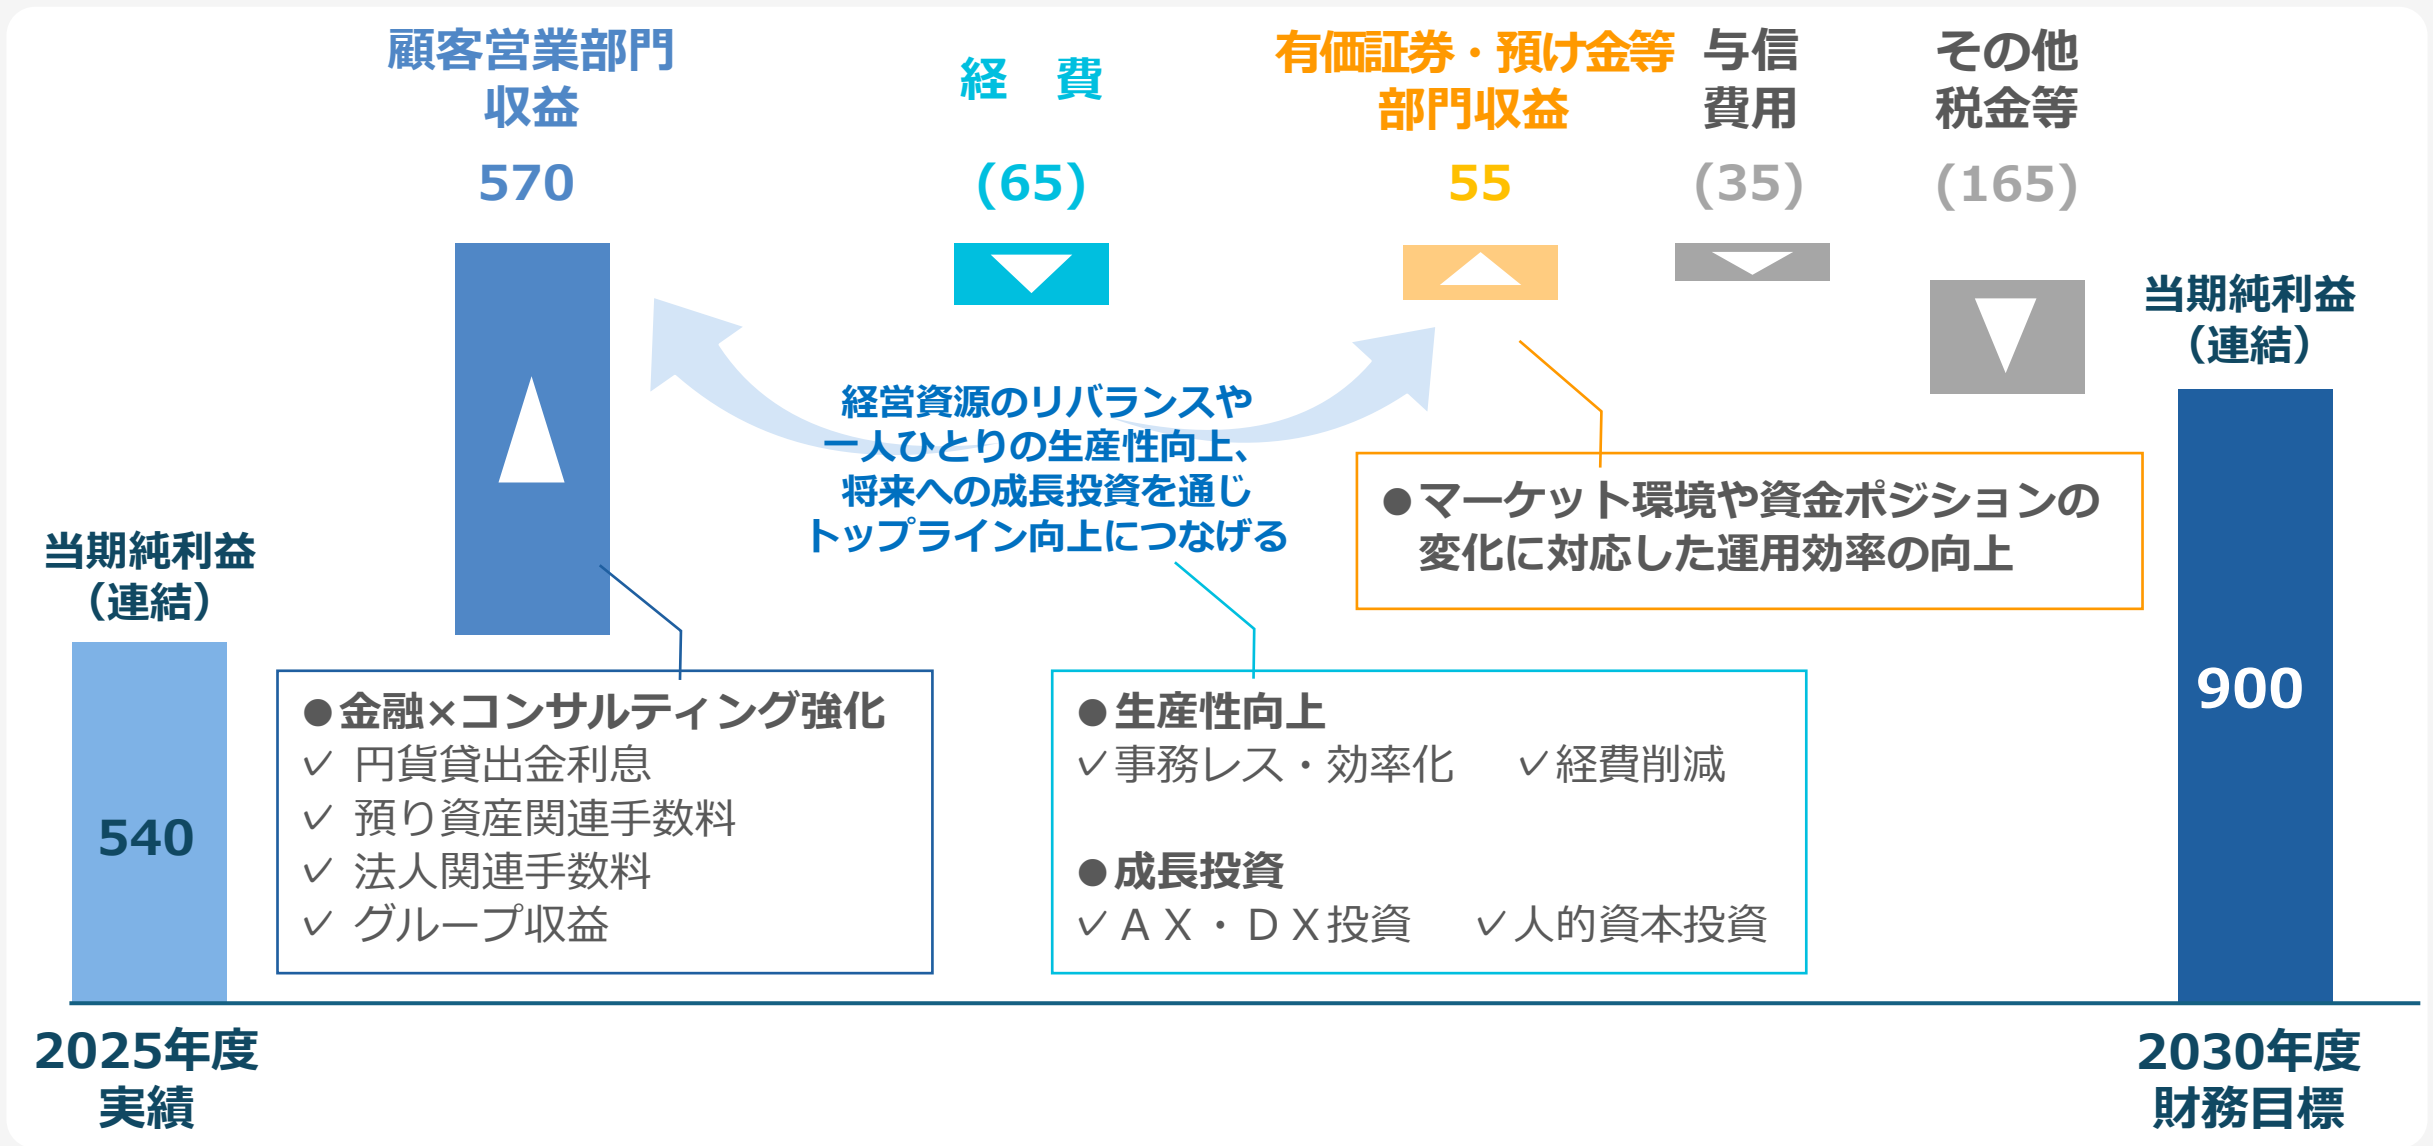 顧客営業部門
収益
570
経　費
(65)
有価証券・預け金等
部門収益
55
与信
費用
(35)
その他
税金等
(165)
当期純利益
（連結）
540
2025年度
実績
経営資源のリバランスや
一人ひとりの生産性向上、
将来への成長投資を通じ
トップライン向上につなげる
●マーケット環境や資金ポジションの
変化に対応した運用効率の向上
●金融×コンサルティング強化
✓ 円貨貸出金利息
✓ 預り資産関連手数料
✓ 法人関連手数料
✓ グループ収益
●生産性向上
✓事務レス・効率化　✓経費削減
●成長投資
✓ＡＸ・ＤＸ投資　✓人的資本投資
当期純利益
（連結）
900
2030年度
財務目標